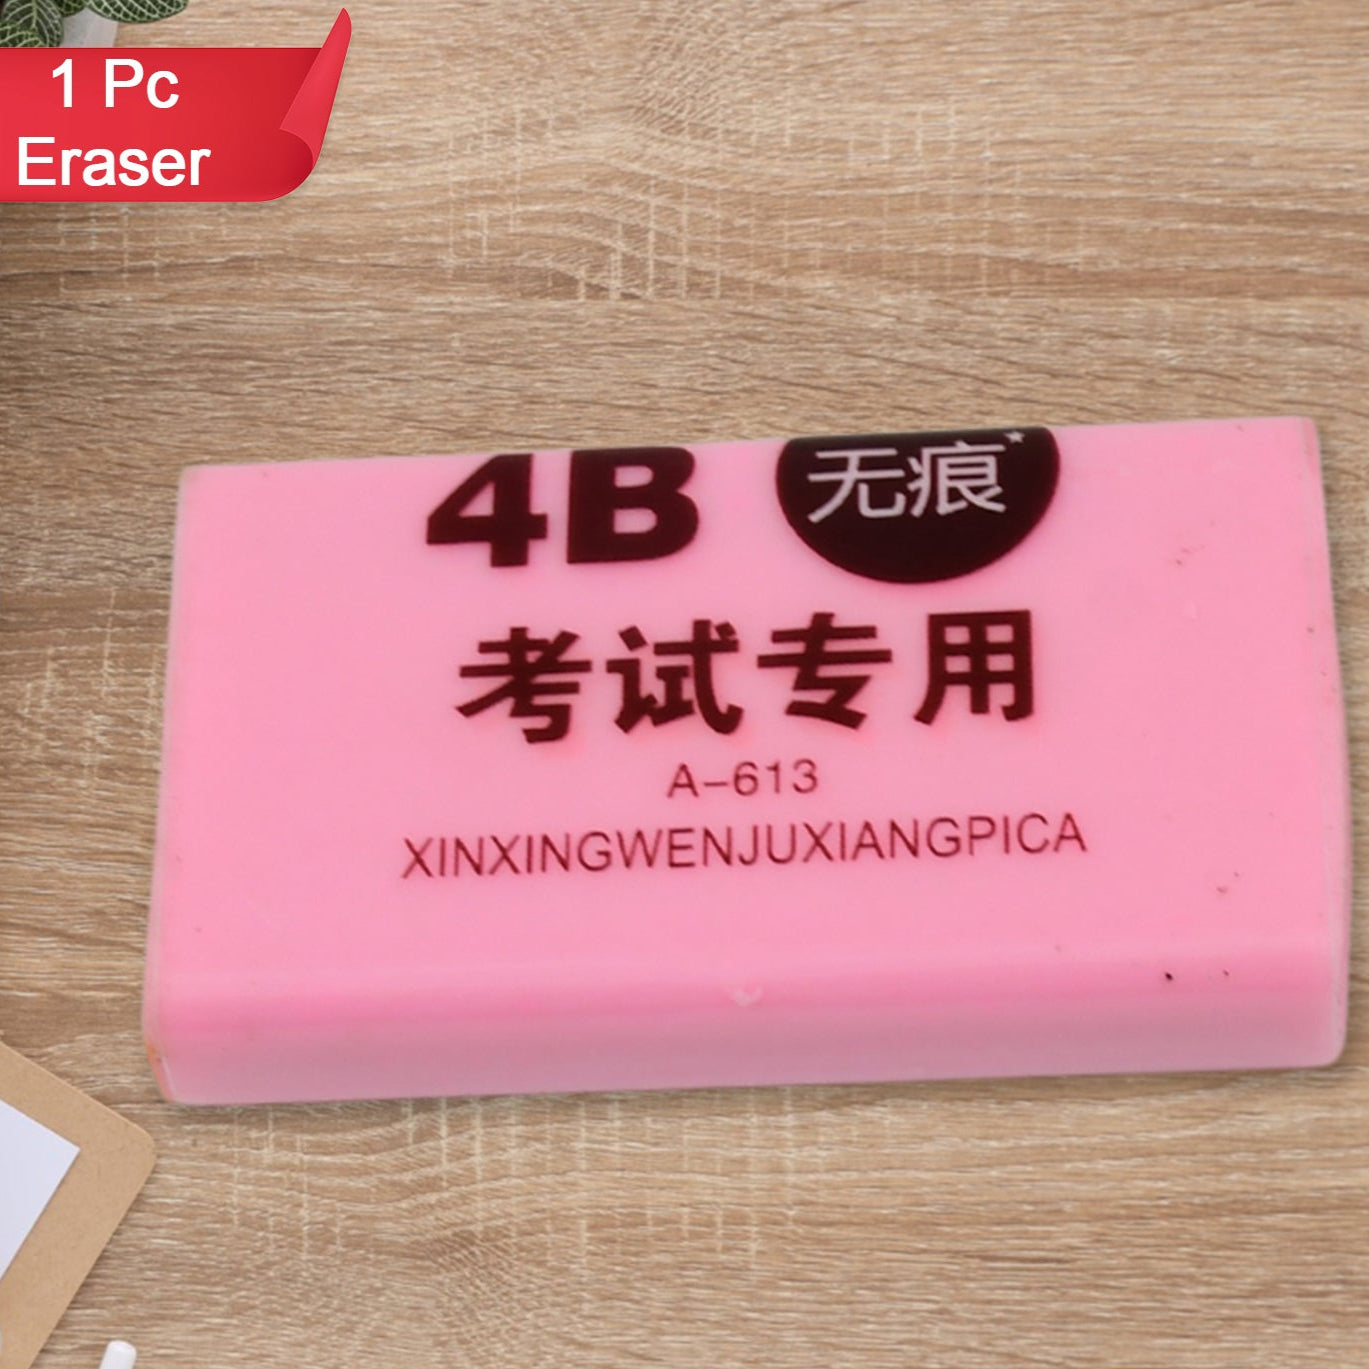 1 Pc
Eraser
4B 无痕
考试专用
A-613
XINXINGWENJUXIANGPICA